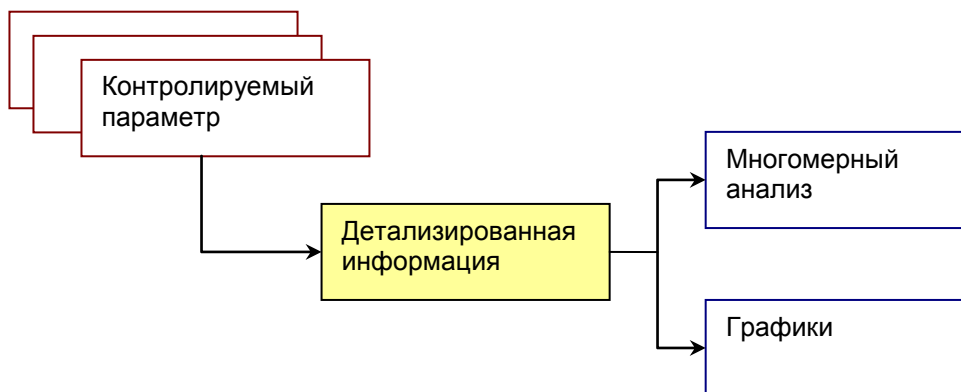 Контролируемый
параметр
Многомерный
анализ
Детализированная
информация
Графики